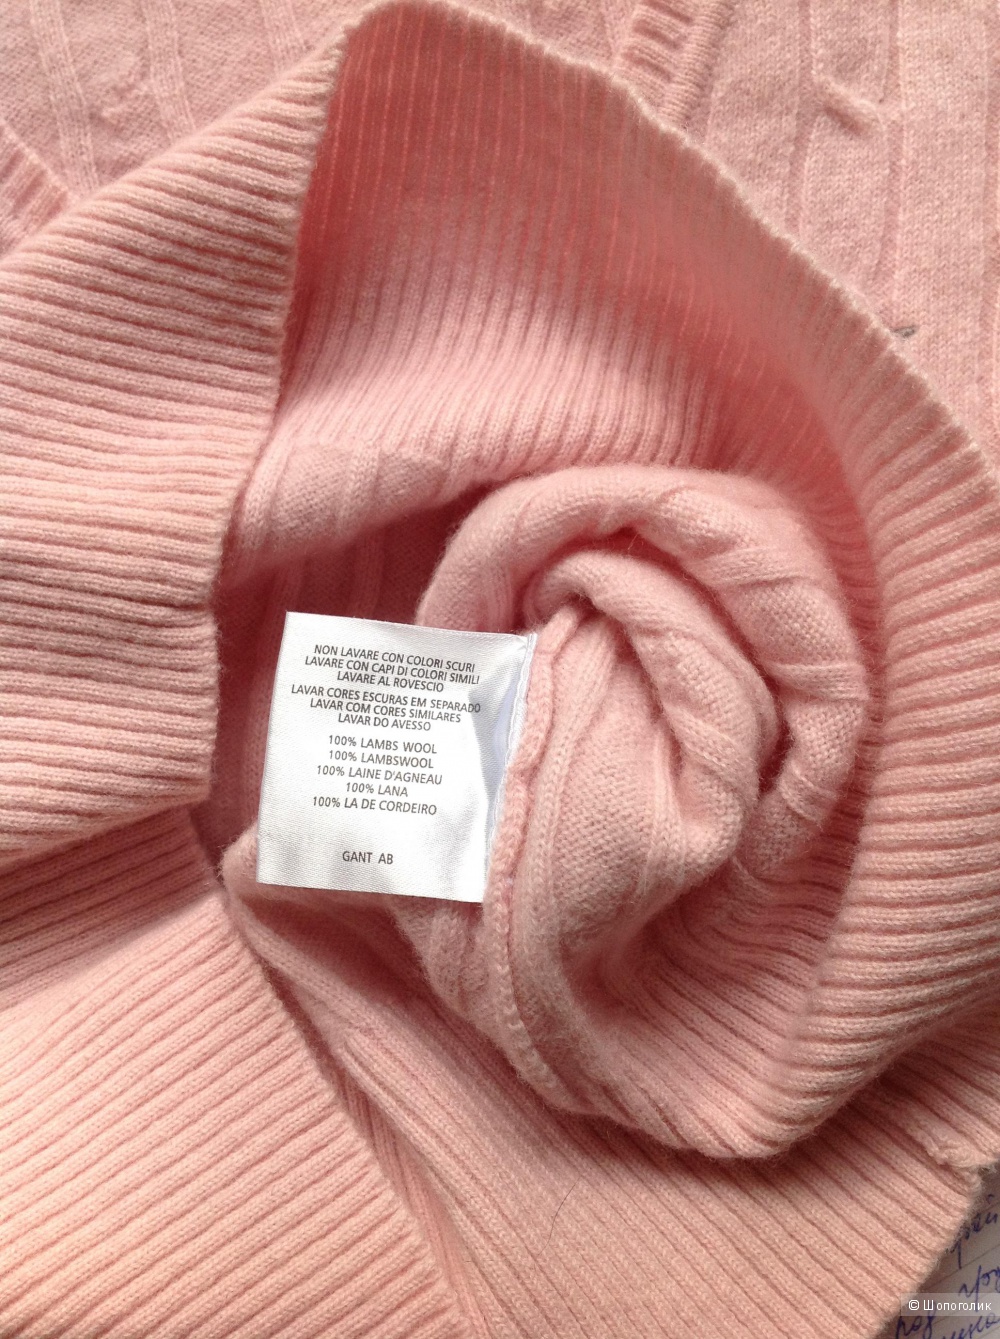 NON LAVARE CON COLORI SCURI
LAVARE CON CAPI DI COLORI SIMILI
LAVARE AL ROVESCIO
LAVAR CORES ESCURAS EM SEPARADO
LAVAR COM CORES SIMILARES
LAVAR DO AVESSO
100% LAMBS WOOL
100% LAMBSWOOL
100% LAINE D'AGNEAU
100% LANA
100% LA DE CORDEIRO
GANT AB
© Шопоголик